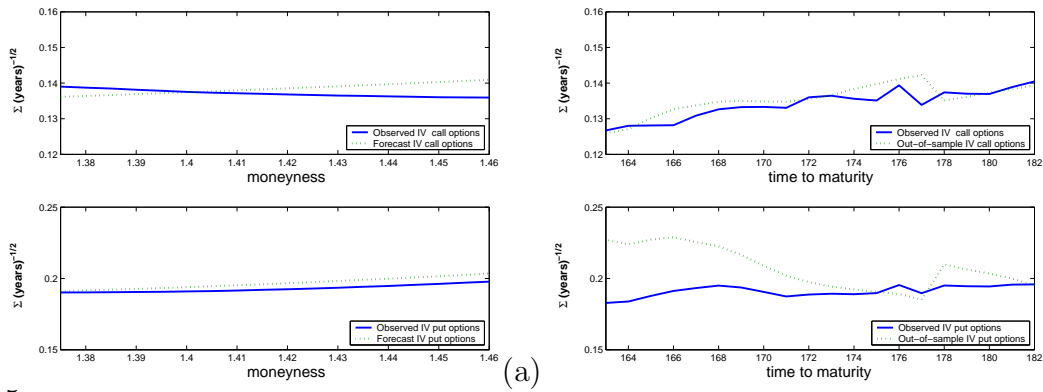 0.16
0.15
0.14
0.13
0.12
Σ (years)−1/2
Observed IV call options
Forecast IV call options
1.38 1.39 1.4 1.41 1.42 1.43 1.44 1.45 1.46
moneyness
0.16
0.15
0.14
0.13
0.12
Σ (years)−1/2
Observed IV call options
Out−of−sample IV call options
164 166 168 170 172 174 176 178 180 182
time to maturity
0.25
0.2
0.15
Σ (years)−1/2
Observed IV put options
Forecast IV put options
1.38 1.39 1.4 1.41 1.42 1.43 1.44 1.45 1.46
moneyness
0.25
0.2
0.15
Σ (years)−1/2
Observed IV put options
Out−of−sample IV put options
164 166 168 170 172 174 176 178 180 182
time to maturity
(a)